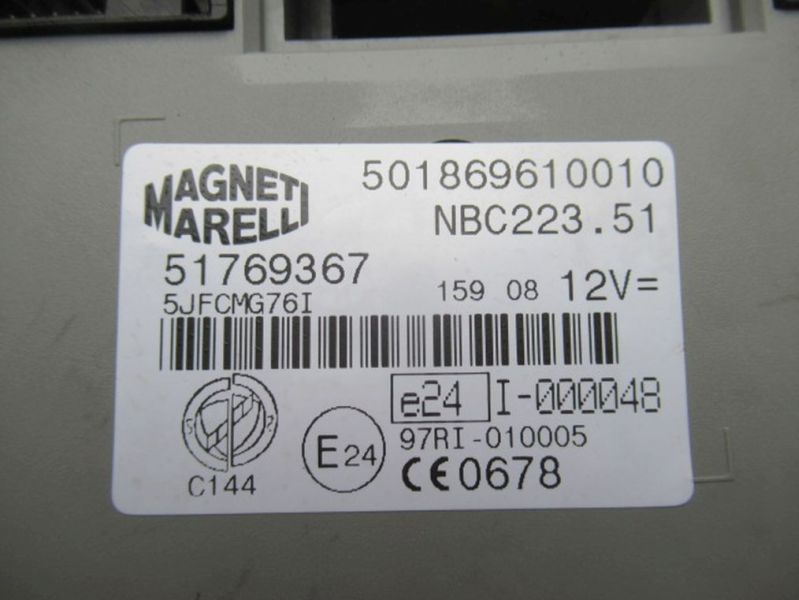 MAGNETI
MARELLI
501869610010
NBC223.51
51769367
5JFCMG76I
159 08 12V=
e24 I-000048
97RI-010005
E24
CE0678
C144